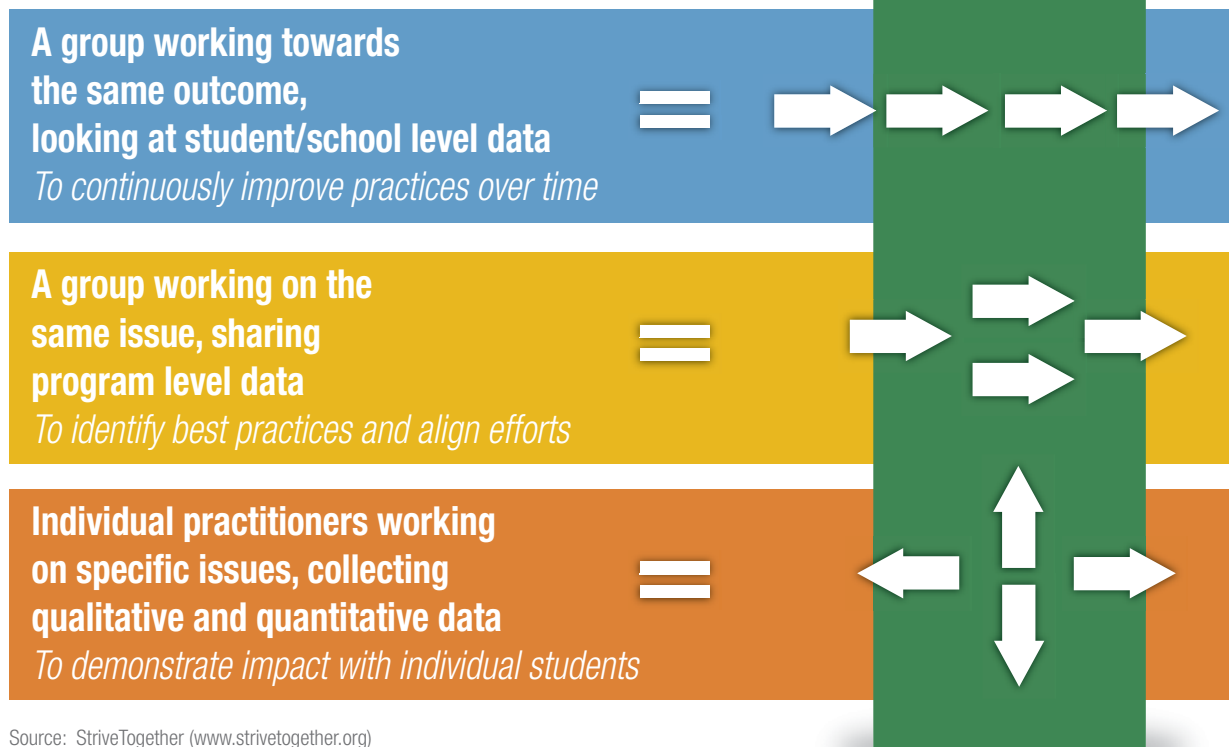 A group working towards
the same outcome,
looking at student/school level data
To continuously improve practices over time
A group working on the
same issue, sharing
program level data
To identify best practices and align efforts
Individual practitioners working
on specific issues, collecting
qualitative and quantitative data
To demonstrate impact with individual students
Source: StriveTogether (www.strivetogether.org)